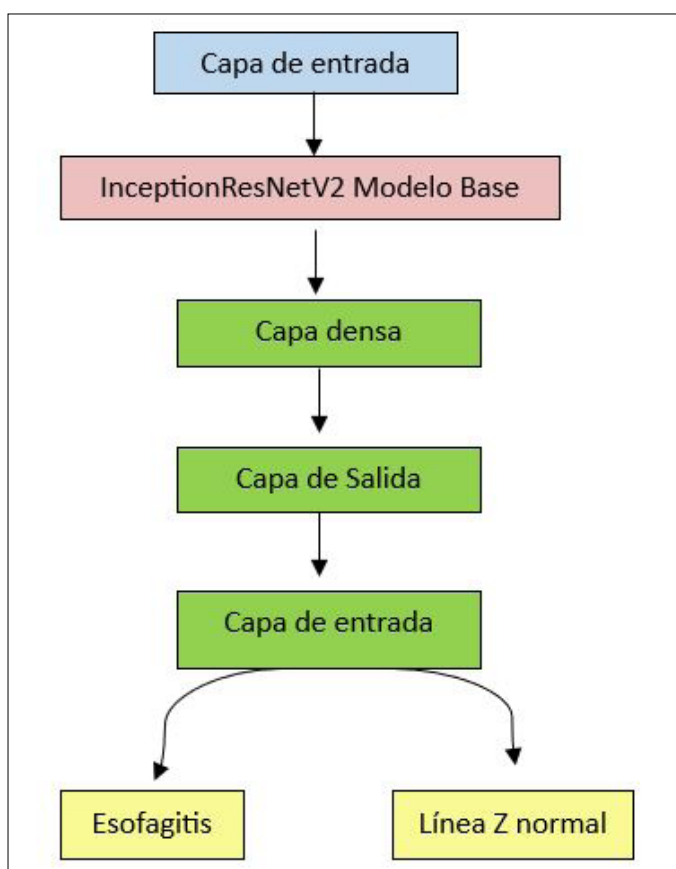 Capa de entrada
InceptionResNetV2 Modelo Base
Capa densa
Capa de Salida
Capa de entrada
Esofagitis
Línea Z normal